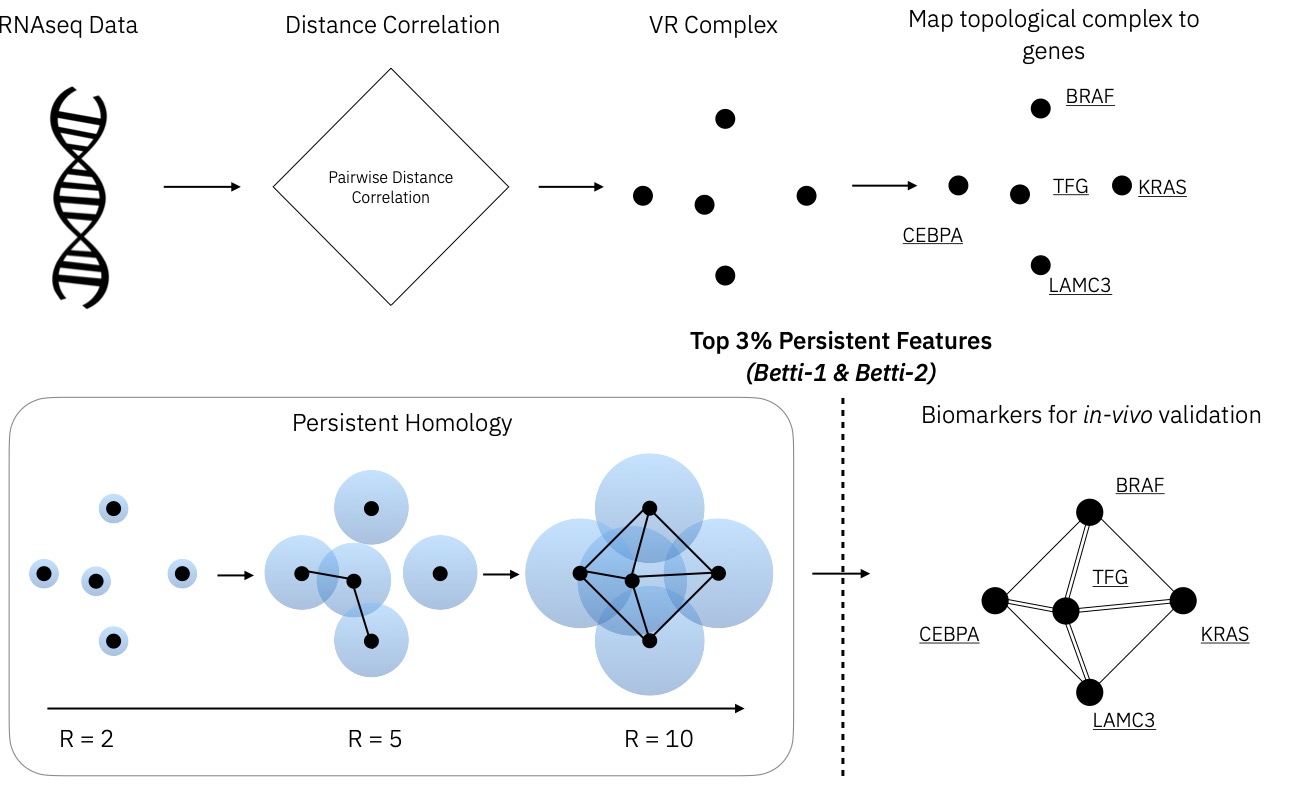 RNAseq Data
Distance Correlation
VR Complex
Map topological complex to
genes
Pairwise Distance
Correlation
BRAF
TFG
KRAS
CEBPA
LAMC3
Top 3% Persistent Features
(Betti-1 & Betti-2)
Persistent Homology
R = 2
R = 5
R = 10
Biomarkers for in-vivo validation
BRAF
TFG
CEBPA
KRAS
LAMC3